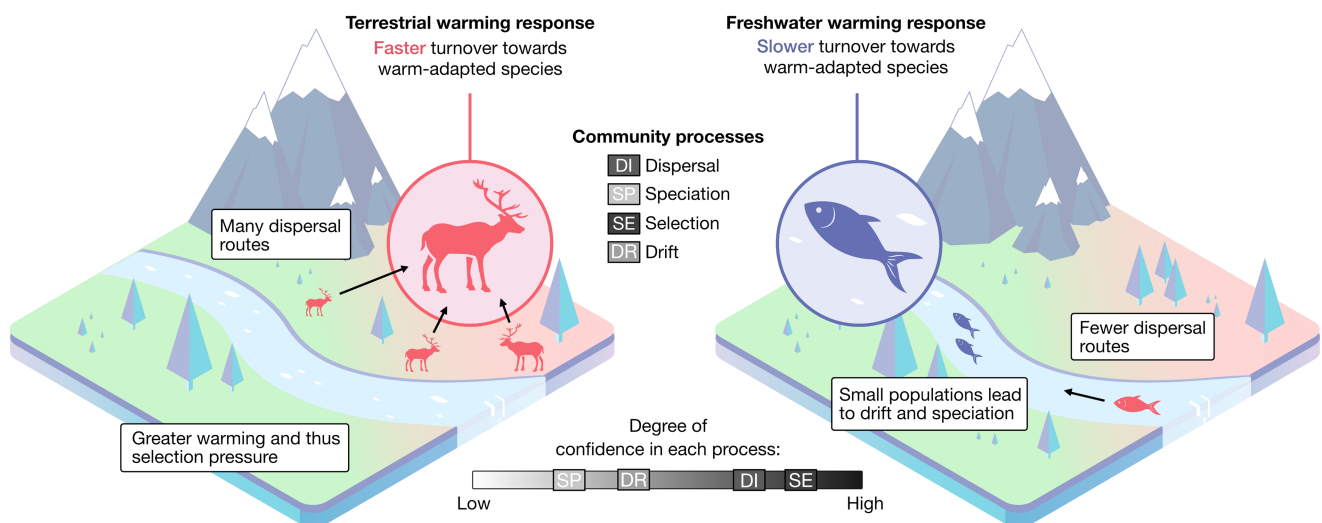 Terrestrial warming response
Faster turnover towards
warm-adapted species
Freshwater warming response
Slower turnover towards
warm-adapted species
Community processes
DI Dispersal
SP Speciation
SE Selection
DR Drift
Many dispersal
routes
Greater warming and thus
selection pressure
Fewer dispersal
routes
Small populations lead
to drift and speciation
Degree of
confidence in each process:
SP DR DI SE
Low High